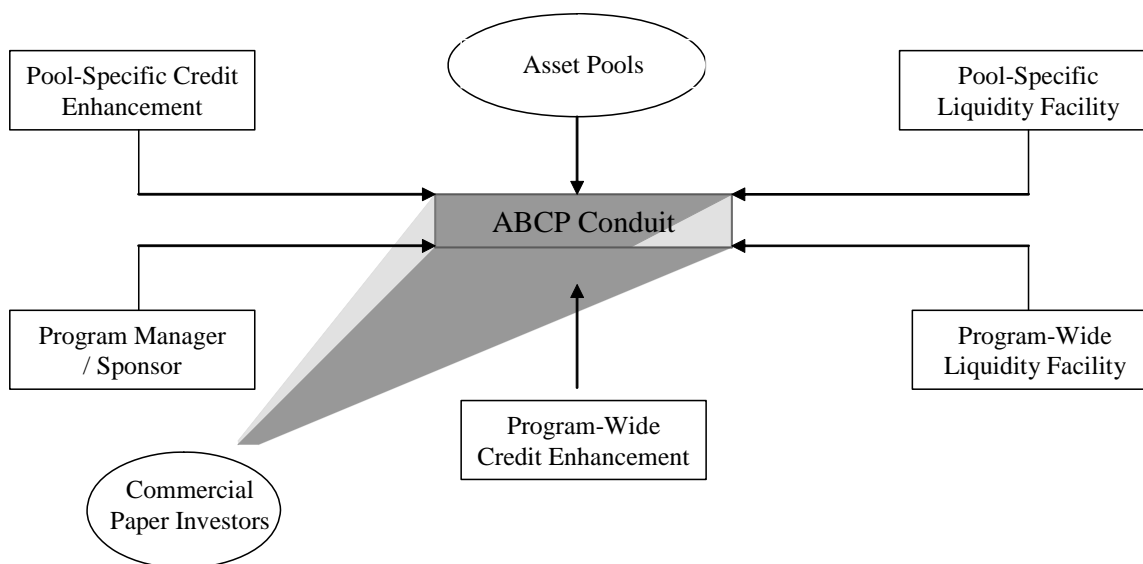 Pool-Specific Credit
Enhancement
Asset Pools
Pool-Specific
Liquidity Facility
ABCP Conduit
Program Manager
/ Sponsor
Program-Wide
Liquidity Facility
Program-Wide
Credit Enhancement
Commercial
Paper Investors